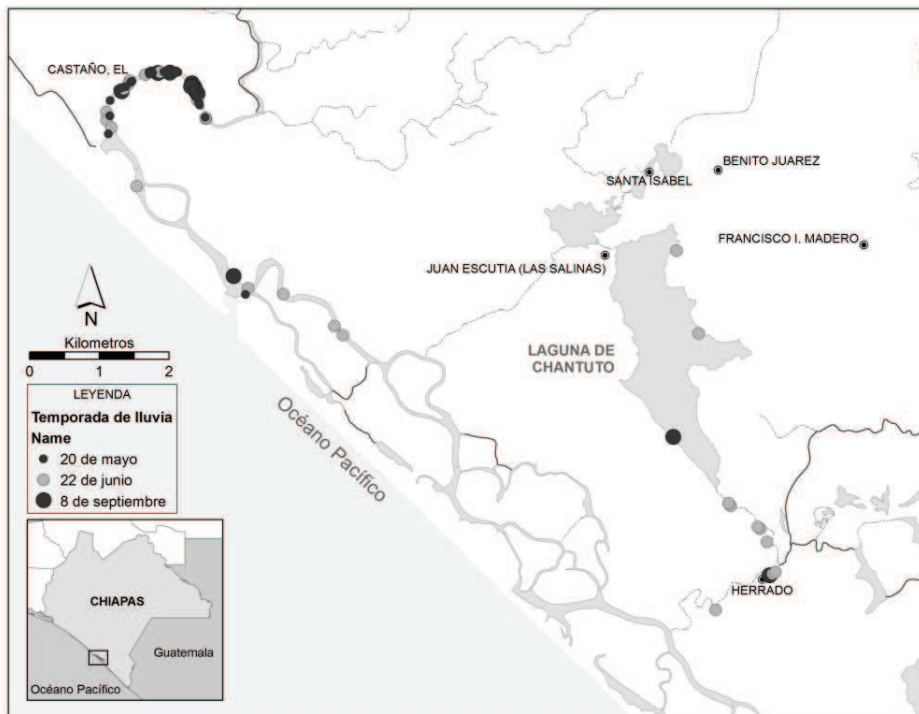 CASTAÑO, EL
BENITO JUAREZ
SANTA ISABEL
FRANCISCO I. MADERO
JUAN ESCUTIA (LAS SALINAS)
N
Kilometros
0 1 2
LAGUNA DE
CHANTUTO
LEYENDA
Temporada de lluvia
Name
20 de mayo
22 de junio
8 de septiembre
Océano Pacífico
HERRADO
CHIAPAS
Guatemala
Océano Pacífico